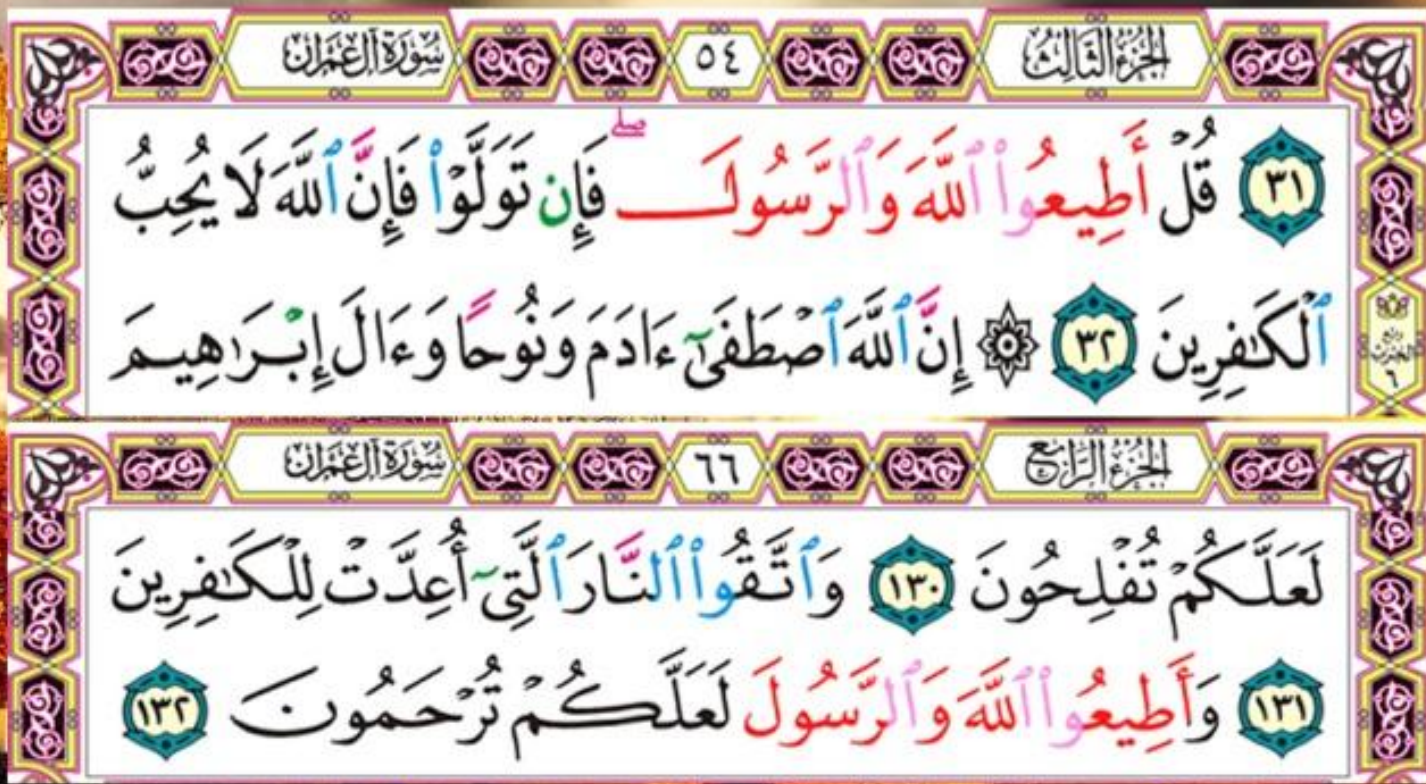 الجزء الثالث ٥٤ سورة آل عمران
٣١ قُلْ أَطِيعُوا۟ ٱللَّهَ وَٱلرَّسُولَ ۖ فَإِن تَوَلَّوْا۟ فَإِنَّ ٱللَّهَ لَا يُحِبُّ
ٱلْكَٰفِرِينَ ٣٢ ۞ إِنَّ ٱللَّهَ ٱصْطَفَىٰٓ ءَادَمَ وَنُوحًا وَءَالَ إِبْرَٰهِيمَ
الجزء الرابع ٦٦ سورة آل عمران
لَعَلَّكُمْ تُفْلِحُونَ ١٣٠ وَٱتَّقُوا۟ ٱلنَّارَ ٱلَّتِىٓ أُعِدَّتْ لِلْكَٰفِرِينَ
١٣١ وَأَطِيعُوا۟ ٱللَّهَ وَٱلرَّسُولَ لَعَلَّكُمْ تُرْحَمُونَ ١٣٢